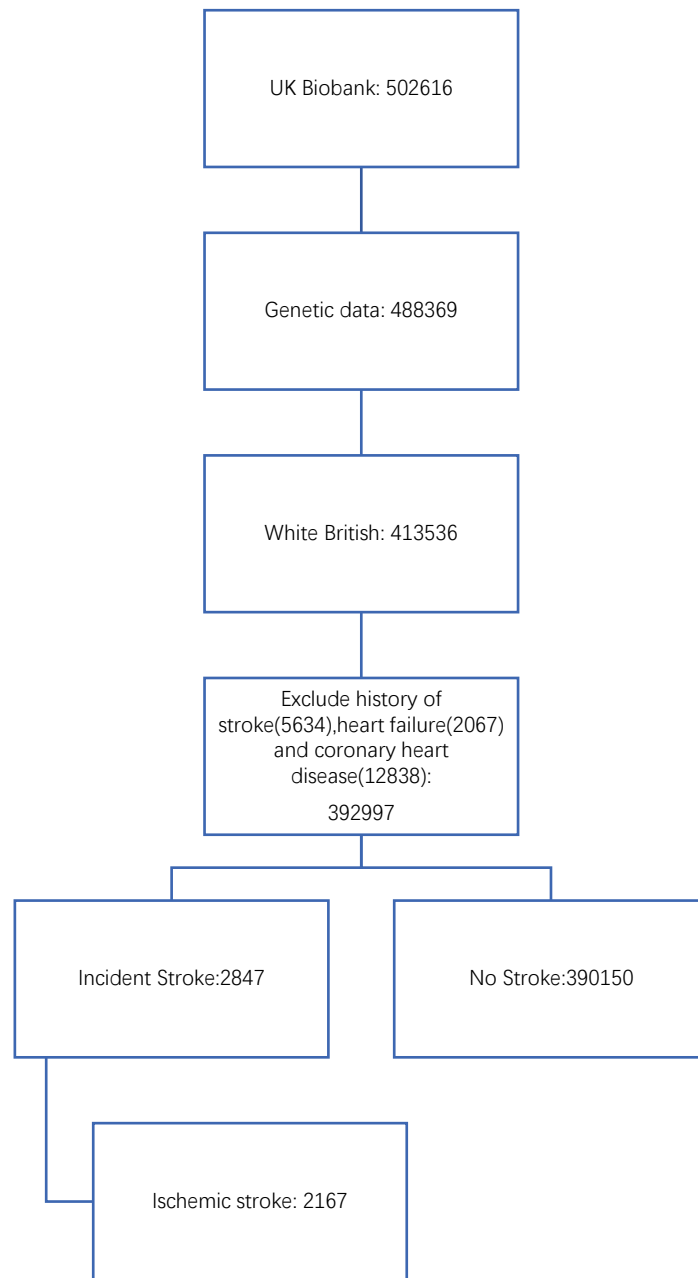 UK Biobank: 502616
Genetic data: 488369
White British: 413536
Exclude history of
stroke(5634),heart failure(2067)
and coronary heart
disease(12838):
392997
Incident Stroke:2847
No Stroke:390150
Ischemic stroke: 2167